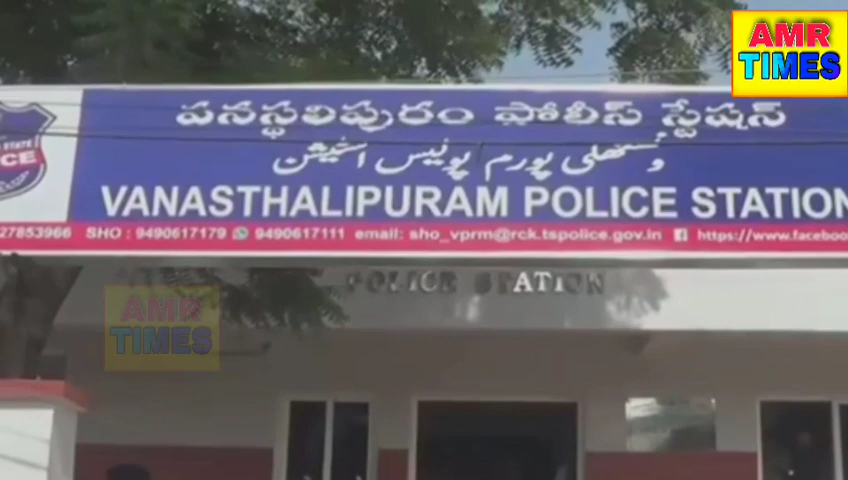 AMR
TIMES
వనస్థలిపురం పోలీస్ స్టేషన్
ونستھلی پورم پولیس اسٹیشن
VANASTHALIPURAM POLICE STATION
27853966 SHO : 9490617179 9490617111 email: sho_vprm@rck.tspolice.gov.in https://www.faceboo
POLICE STATION
AMR
TIMES